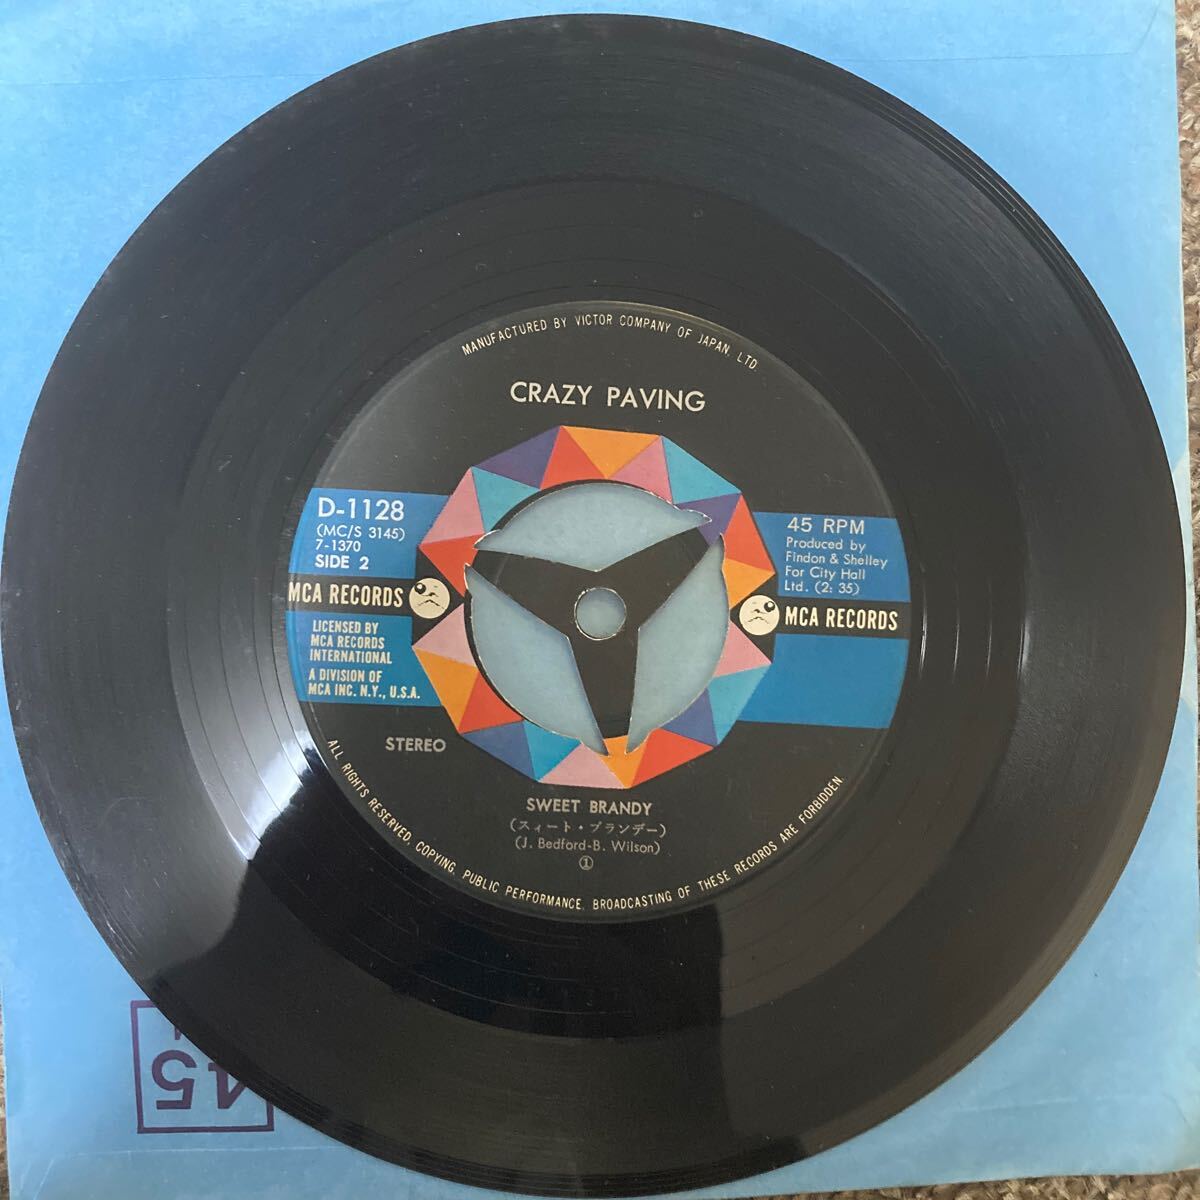 MANUFACTURED BY VICTOR COMPANY OF JAPAN, LTD.
CRAZY PAVING
D-1128
(MC/S 3145)
7-1370
SIDE 2
45 RPM
Produced by
Findon & Shelley
For City Hall
Ltd. (2: 35)
MCA RECORDS
MCA RECORDS
LICENSED BY
MCA RECORDS
INTERNATIONAL
A DIVISION OF
MCA INC. N.Y., U.S.A.
STEREO
SWEET BRANDY
(スィート・ブランデー)
(J. Bedford-B. Wilson)
①
ALL RIGHTS RESERVED. COPYING, PUBLIC PERFORMANCE, BROADCASTING OF THESE RECORDS ARE FORBIDDEN.
45